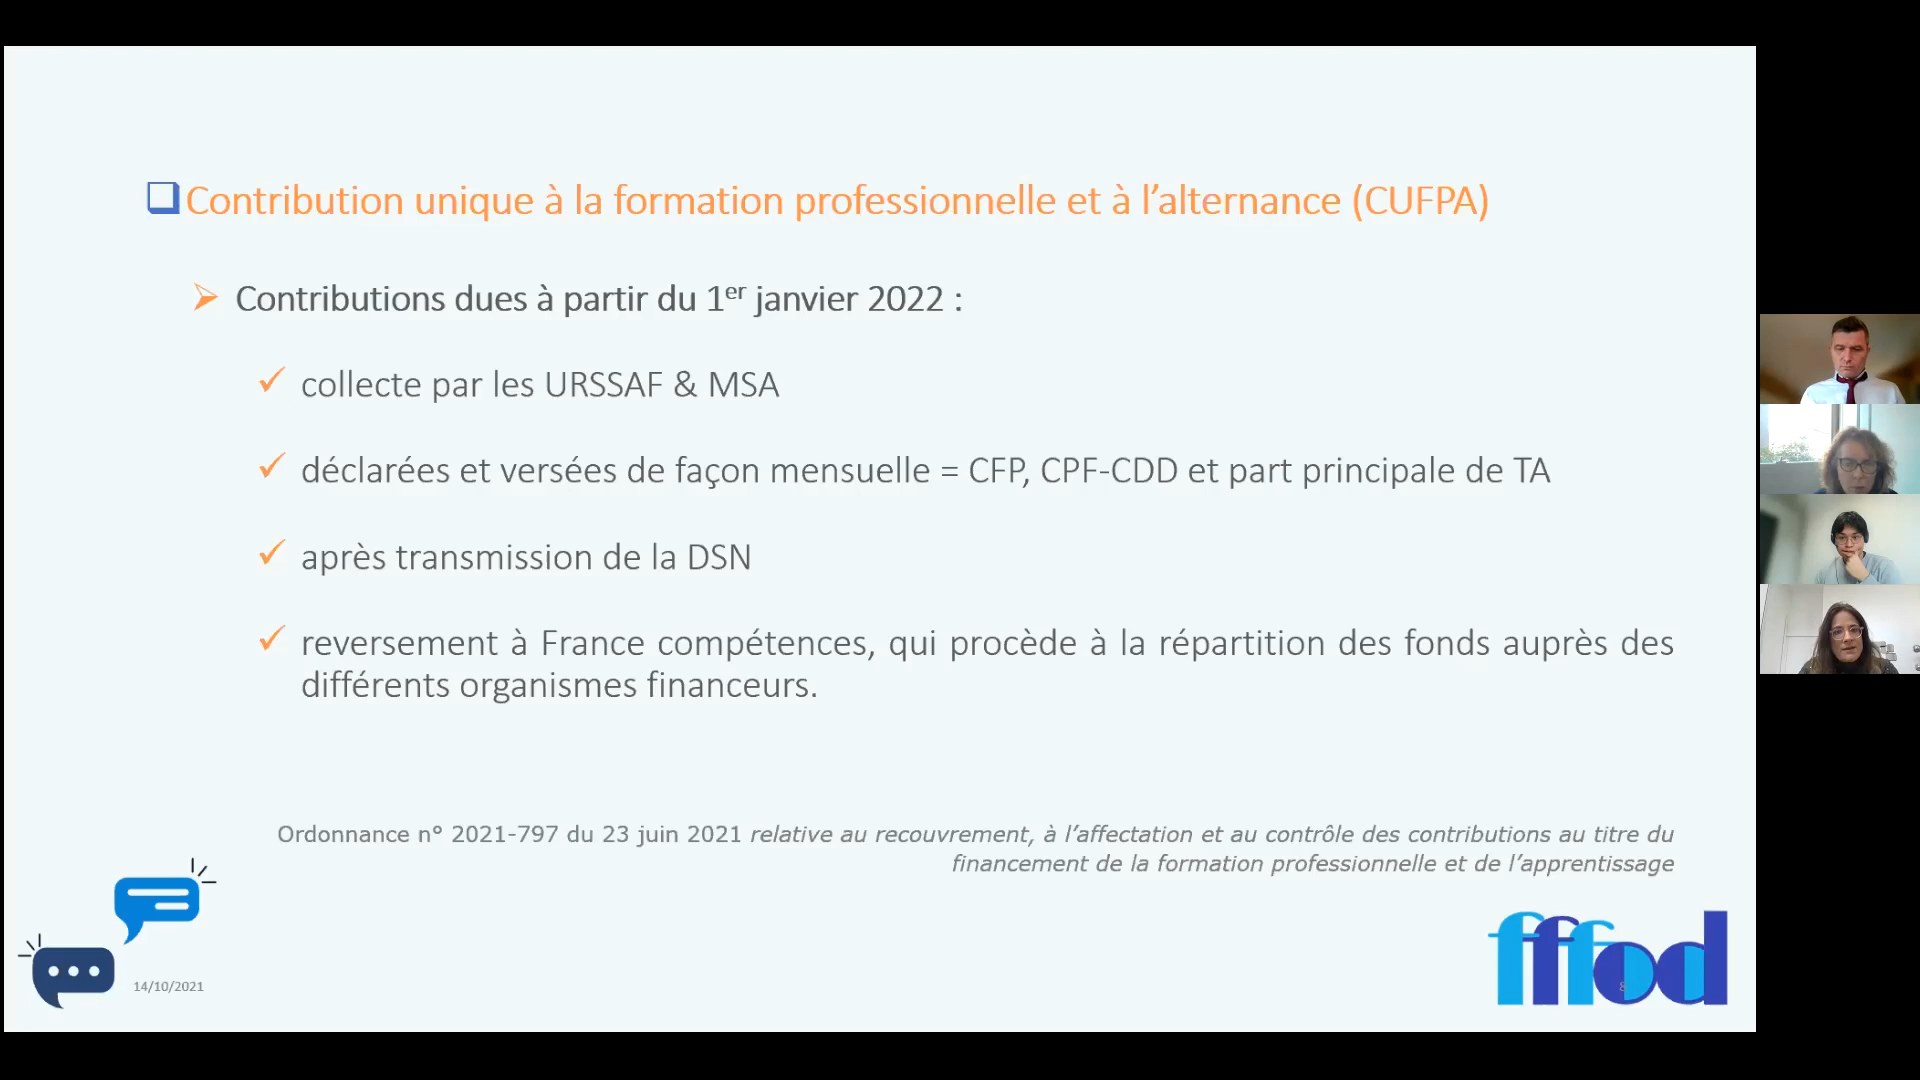 Contribution unique à la formation professionnelle et à l’alternance (CUFPA)
Contributions dues à partir du 1er janvier 2022 :
collecte par les URSSAF & MSA
déclarées et versées de façon mensuelle = CFP, CPF-CDD et part principale de TA
après transmission de la DSN
reversement à France compétences, qui procède à la répartition des fonds auprès des
différents organismes financeurs.
Ordonnance n° 2021-797 du 23 juin 2021 relative au recouvrement, à l’affectation et au contrôle des contributions au titre du
financement de la formation professionnelle et de l’apprentissage
14/10/2021
fffod